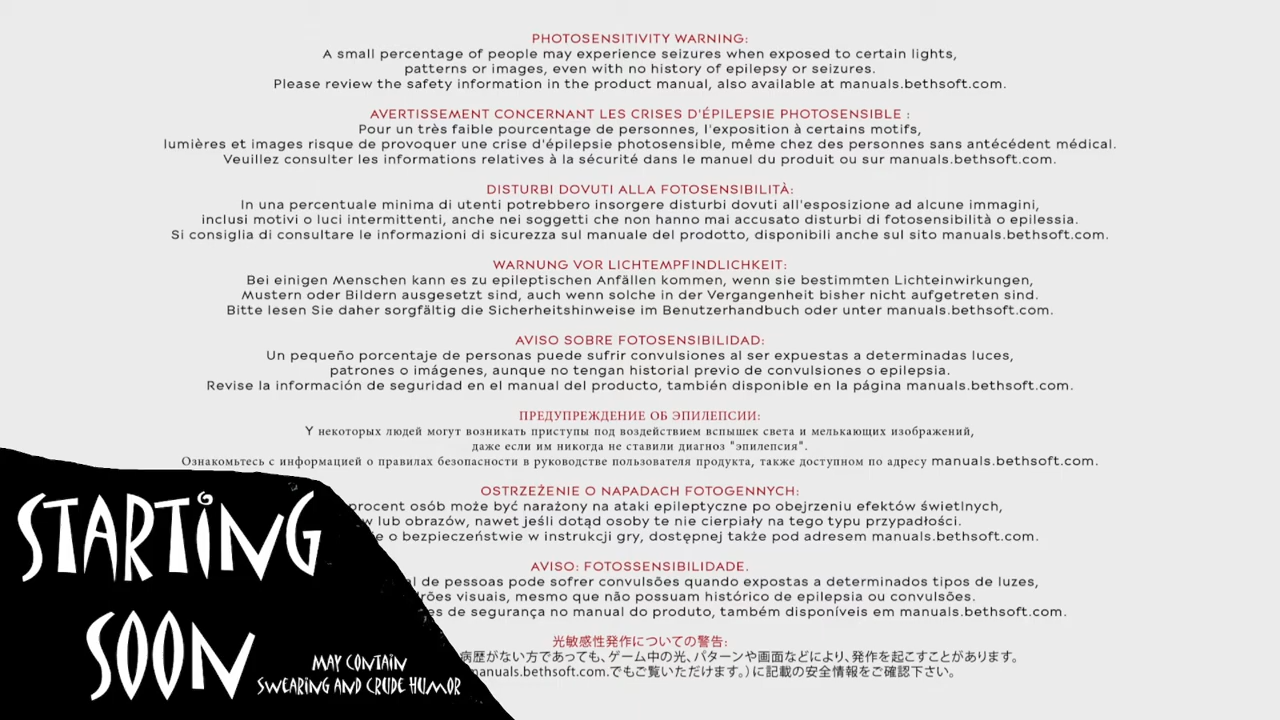 PHOTOSENSITIVITY WARNING:
A small percentage of people may experience seizures when exposed to certain lights,
patterns or images, even with no history of epilepsy or seizures.
Please review the safety information in the product manual, also available at manuals.bethsoft.com.
AVERTISSEMENT CONCERNANT LES CRISES D'ÉPILEPSIE PHOTOSENSIBLE :
Pour un très faible pourcentage de personnes, l'exposition à certains motifs,
lumières et images risque de provoquer une crise d'épilepsie photosensible, même chez des personnes sans antécédent médical.
Veuillez consulter les informations relatives à la sécurité dans le manuel du produit ou sur manuals.bethsoft.com.
DISTURBI DOVUTI ALLA FOTOSENSIBILITÀ:
In una percentuale minima di utenti potrebbero insorgere disturbi dovuti all'esposizione ad alcune immagini,
inclusi motivi o luci intermittenti, anche nei soggetti che non hanno mai accusato disturbi di fotosensibilità o epilessia.
Si consiglia di consultare le informazioni di sicurezza sul manuale del prodotto, disponibili anche sul sito manuals.bethsoft.com.
WARNUNG VOR LICHTEMPFINDLICHKEIT:
Bei einigen Menschen kann es zu epileptischen Anfällen kommen, wenn sie bestimmten Lichteinwirkungen,
Mustern oder Bildern ausgesetzt sind, auch wenn solche in der Vergangenheit bisher nicht aufgetreten sind.
Bitte lesen Sie daher sorgfältig die Sicherheitshinweise im Benutzerhandbuch oder unter manuals.bethsoft.com.
AVISO SOBRE FOTOSENSIBILIDAD:
Un pequeño porcentaje de personas puede sufrir convulsiones al ser expuestas a determinadas luces,
patrones o imágenes, aunque no tengan historial previo de convulsiones o epilepsia.
Revise la información de seguridad en el manual del producto, también disponible en la página manuals.bethsoft.com.
ПРЕДУПРЕЖДЕНИЕ ОБ ЭПИЛЕПСИИ:
У некоторых людей могут возникать приступы под воздействием вспышек света и мелькающих изображений,
даже если им никогда не ставили диагноз "эпилепсия".
Ознакомьтесь с информацией о правилах безопасности в руководстве пользователя продукта, также доступном по адресу manuals.bethsoft.com.
OSTRZEŻENIE O NAPADACH FOTOGENNYCH:
procent osób może być narażony na ataki epileptyczne po obejrzeniu efektów świetlnych,
lub obrazów, nawet jeśli dotąd osoby te nie cierpiały na tego typu przypadłości.
o bezpieczeństwie w instrukcji gry, dostępnej także pod adresem manuals.bethsoft.com.
AVISO: FOTOSSENSIBILIDADE.
de pessoas pode sofrer convulsões quando expostas a determinados tipos de luzes,
visuais, mesmo que não possuam histórico de epilepsia ou convulsões.
de segurança no manual do produto, também disponíveis em manuals.bethsoft.com.
光敏感性発作についての警告:
病歴がない方であっても、ゲーム中の光、パターンや画面などにより、発作を起こすことがあります。
manuals.bethsoft.com.でもご覧いただけます。）に記載の安全情報をご確認下さい。
STARTING
SOON
MAY CONTAIN
SWEARING AND CRUDE HUMOR